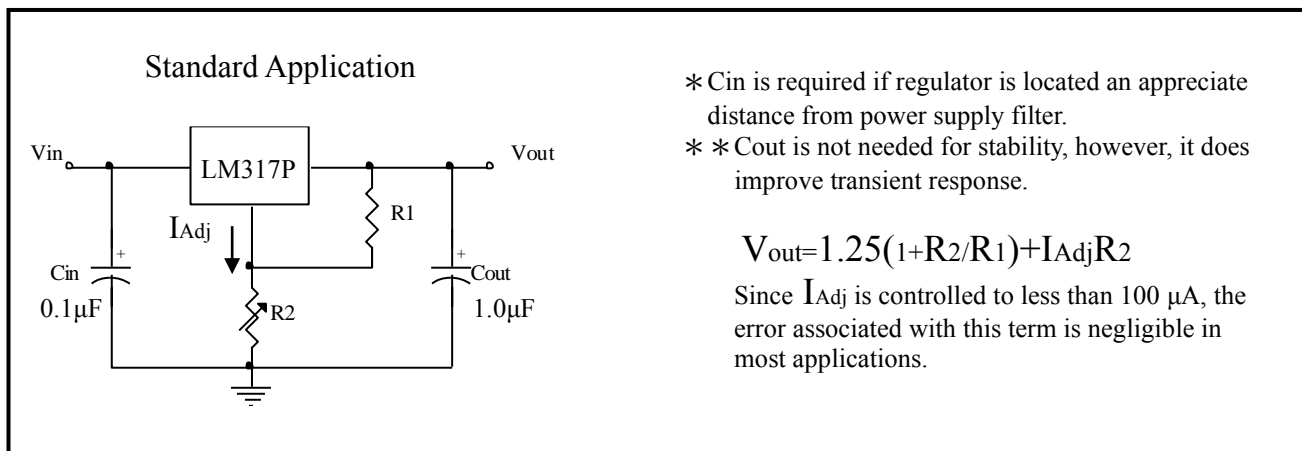 Standard Application
Vin
LM317P
Vout
IAdj
R1
Cin
0.1μF
R2
Cout
1.0μF
+
+
*Cin is required if regulator is located an appreciate
distance from power supply filter.
* *Cout is not needed for stability, however, it does
improve transient response.
Vout=1.25(1+R2/R1)+IAdjR2
Since IAdj is controlled to less than 100 μA, the
error associated with this term is negligible in
most applications.